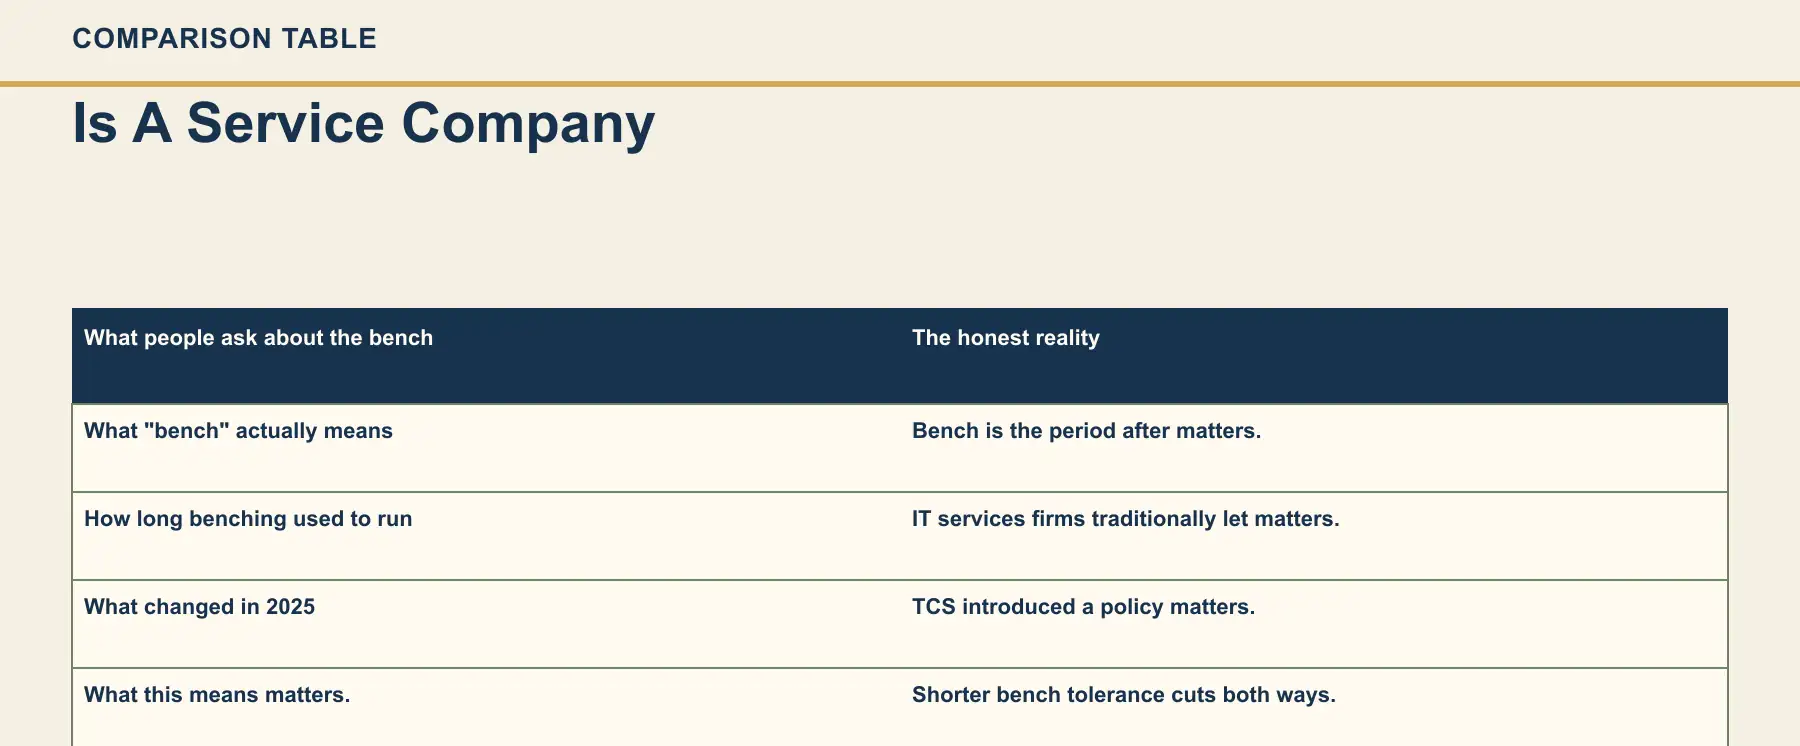 COMPARISON TABLE
Is A Service Company
What people ask about the bench The honest reality
What "bench" actually means Bench is the period after matters.
How long benching used to run IT services firms traditionally let matters.
What changed in 2025 TCS introduced a policy matters.
What this means matters. Shorter bench tolerance cuts both ways.